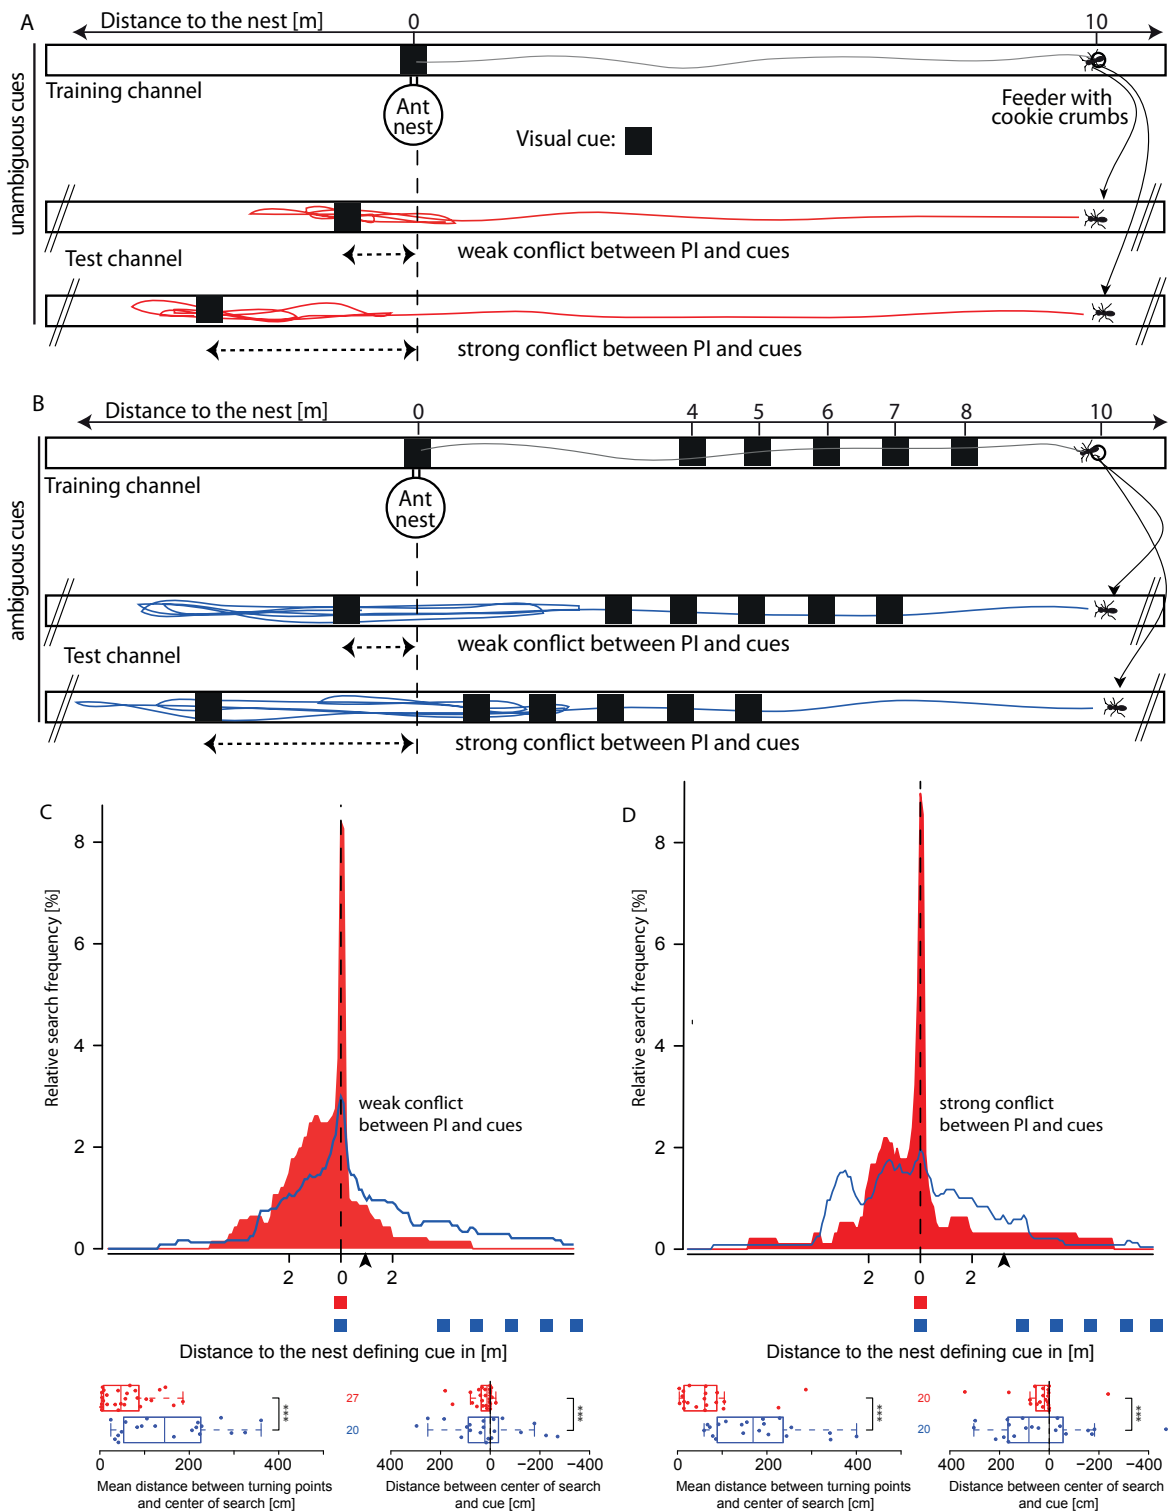 A
Distance to the nest [m]
0
10
unambiguous cues
Training channel
Ant
nest
Feeder with
cookie crumbs
Visual cue:
weak conflict between PI and cues
Test channel
strong conflict between PI and cues
B
Distance to the nest [m]
0
4
5
6
7
8
10
ambiguous cues
Training channel
Ant
nest
weak conflict between PI and cues
Test channel
strong conflict between PI and cues
C
Relative search frequency [%]
8
6
4
2
0
weak conflict
between PI and cues
2
0
2
Distance to the nest defining cue in [m]
D
Relative search frequency [%]
8
6
4
2
0
strong conflict
between PI and cues
2
0
2
Distance to the nest defining cue in [m]
***
27
20
***
0
200
400
Mean distance between turning points
and center of search [cm]
400
200
0
−200
−400
Distance between center of search
and cue [cm]
***
20
20
***
0
200
400
Mean distance between turning points
and center of search [cm]
400
200
0
−200
−400
Distance between center of search
and cue [cm]